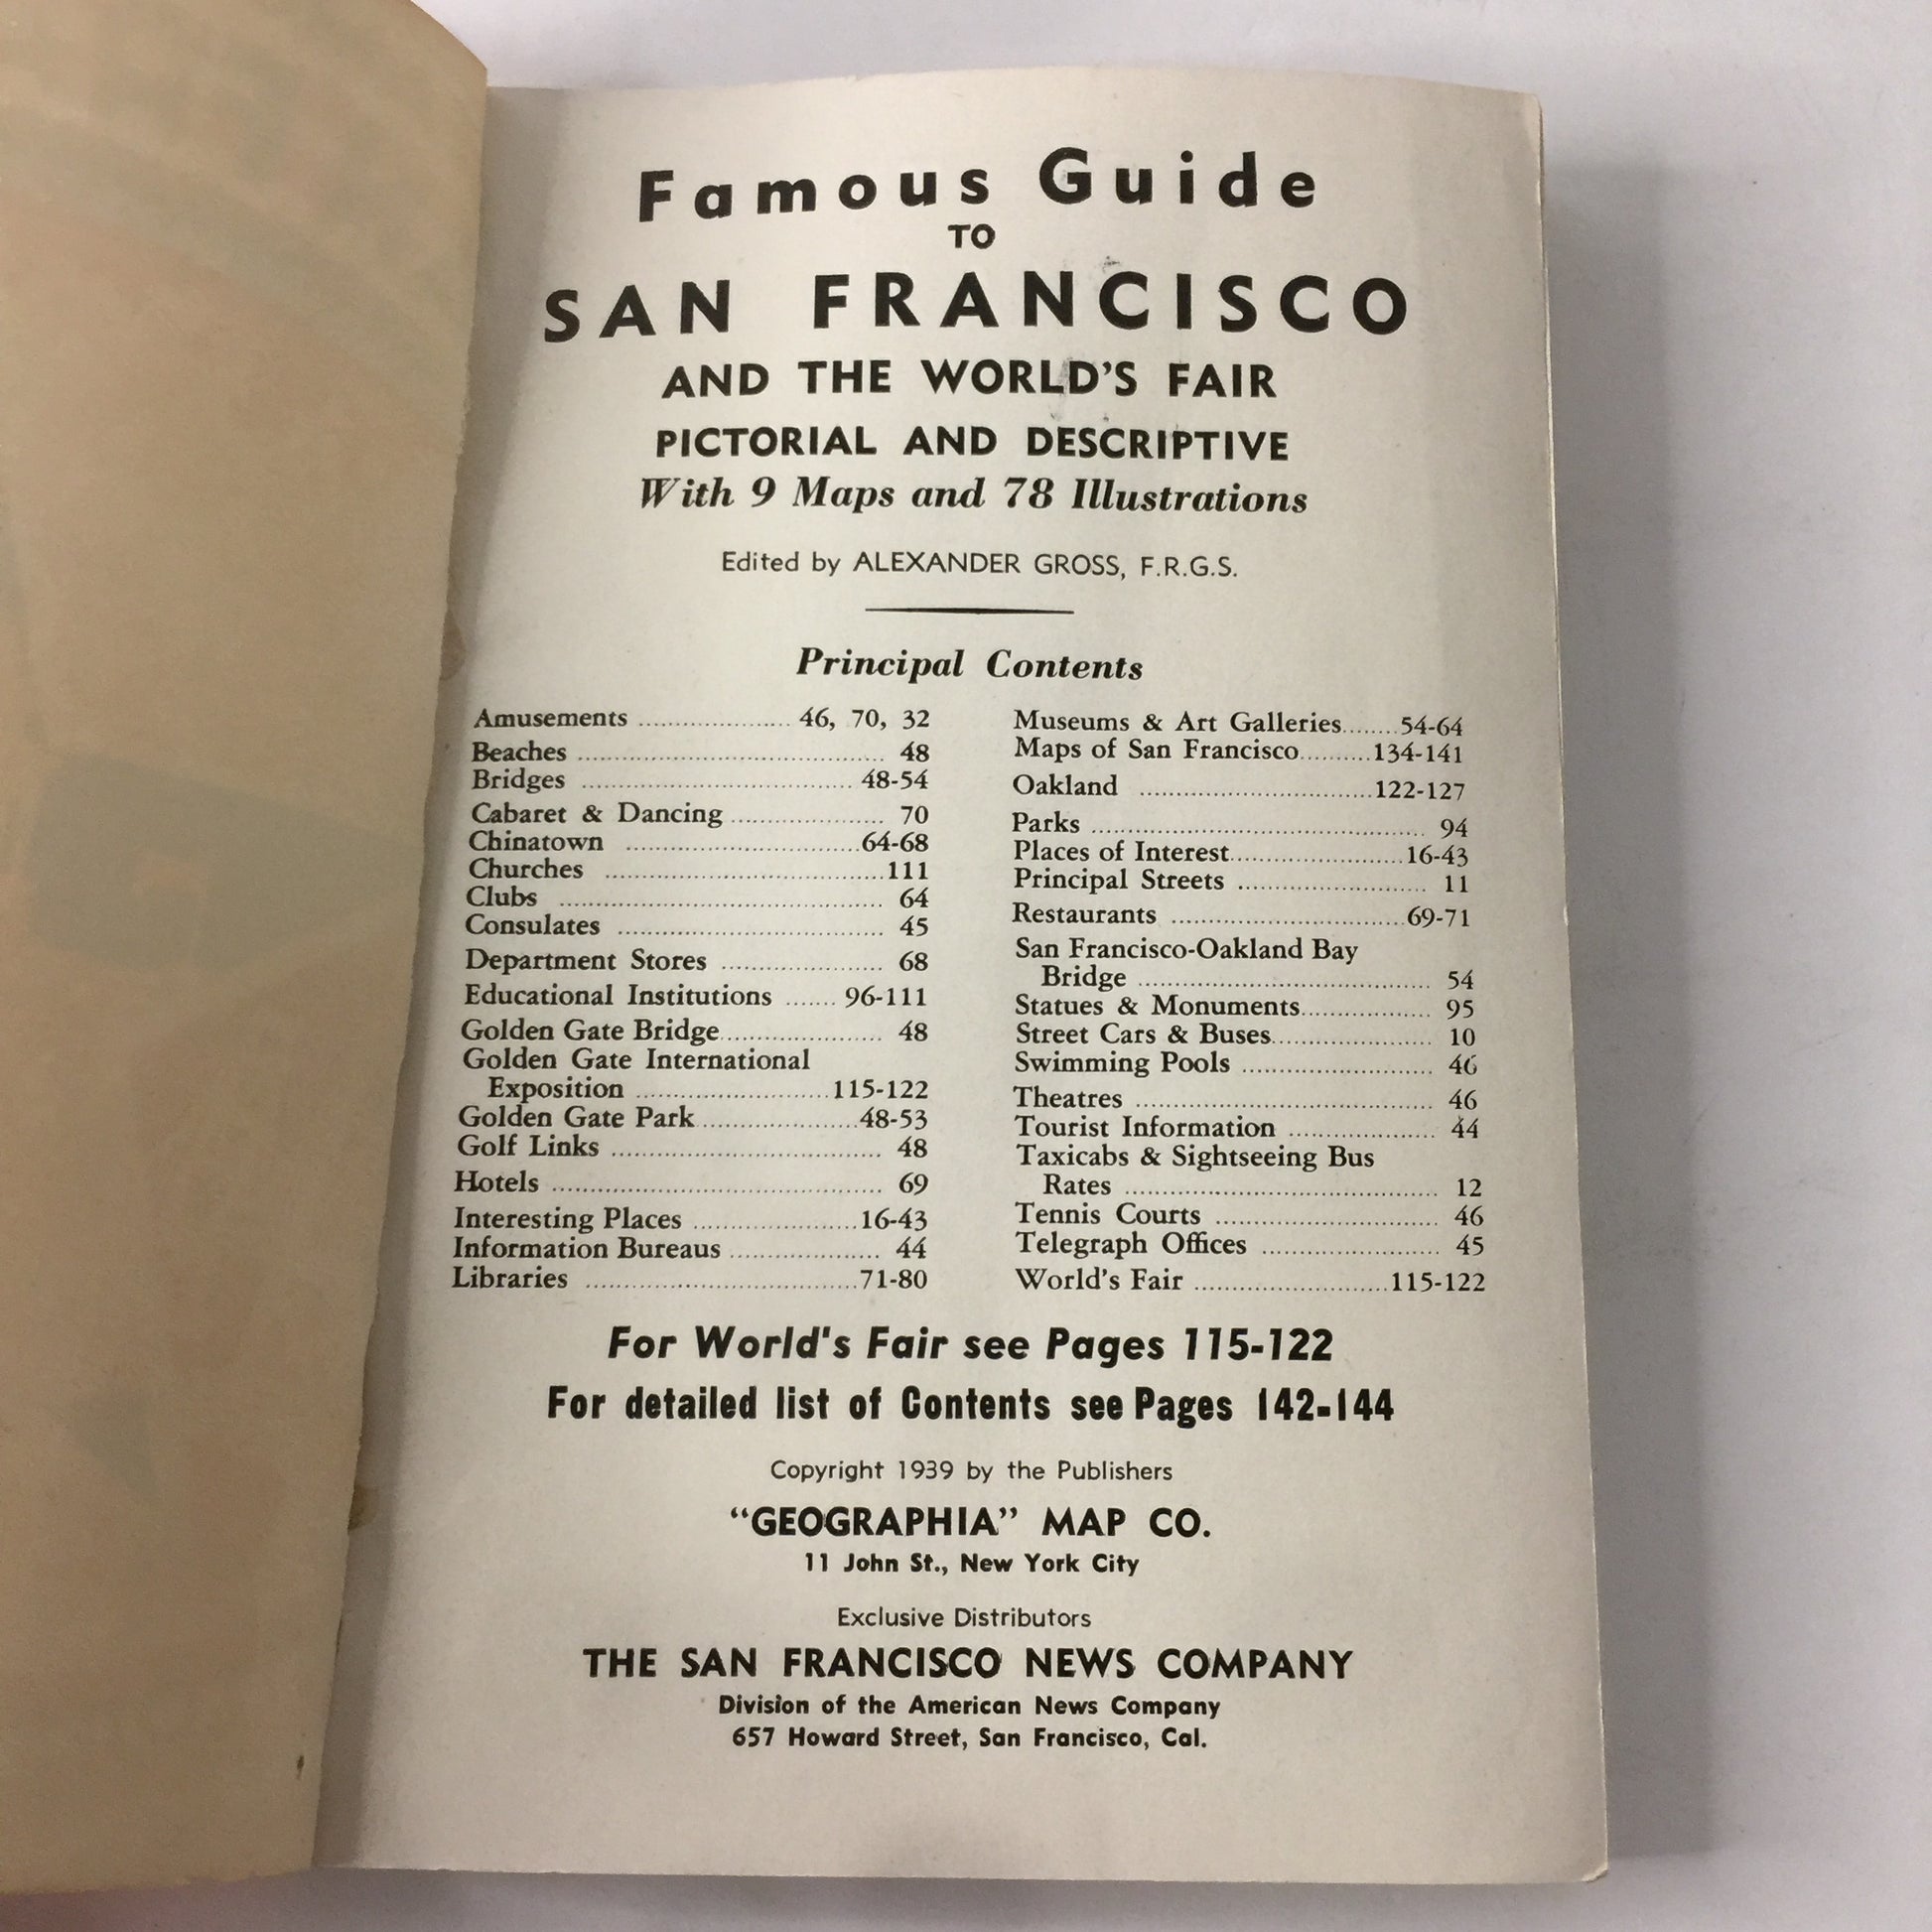 Famous Guide
TO
SAN FRANCISCO
AND THE WORLD'S FAIR
PICTORIAL AND DESCRIPTIVE
With 9 Maps and 78 Illustrations
Edited by ALEXANDER GROSS, F.R.G.S.
Principal Contents
Amusements .................... 46, 70, 32
Beaches ........................................ 48
Bridges ................................... 48-54
Cabaret & Dancing .................... 70
Chinatown ...............................64-68
Churches .....................................111
Clubs .......................................... 64
Consulates ................................... 45
Department Stores ..................... 68
Educational Institutions ....... 96-111
Golden Gate Bridge..................... 48
Golden Gate International
Exposition .........................115-122
Golden Gate Park.....................48-53
Golf Links ................................... 48
Hotels ........................................... 69
Interesting Places .....................16-43
Information Bureaus .................... 44
Libraries ...................................71-80
Museums & Art Galleries.......54-64
Maps of San Francisco..........134-141
Oakland ..............................122-127
Parks ............................................ 94
Places of Interest.......................16-43
Principal Streets ......................... 11
Restaurants ...............................69-71
San Francisco-Oakland Bay
Bridge ...................................... 54
Statues & Monuments................. 95
Street Cars & Buses..................... 10
Swimming Pools ......................... 46
Theatres ....................................... 46
Tourist Information ................... 44
Taxicabs & Sightseeing Bus
Rates ......................................... 12
Tennis Courts ............................. 46
Telegraph Offices ....................... 45
World's Fair .........................115-122
For World's Fair see Pages 115-122
For detailed list of Contents see Pages 142-144
Copyright 1939 by the Publishers
"GEOGRAPHIA" MAP CO.
11 John St., New York City
Exclusive Distributors
THE SAN FRANCISCO NEWS COMPANY
Division of the American News Company
657 Howard Street, San Francisco, Cal.